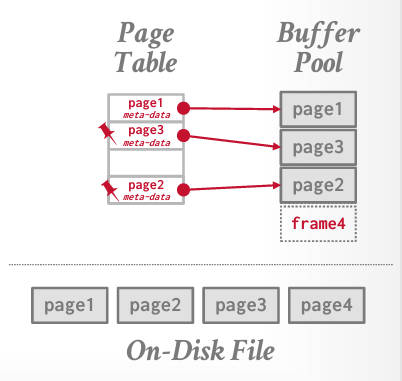 Page
Table
Buffer
Pool
page1
meta-data
page3
meta-data
page2
meta-data
page1
page3
page2
frame4
page1 page2 page3 page4
On-Disk File